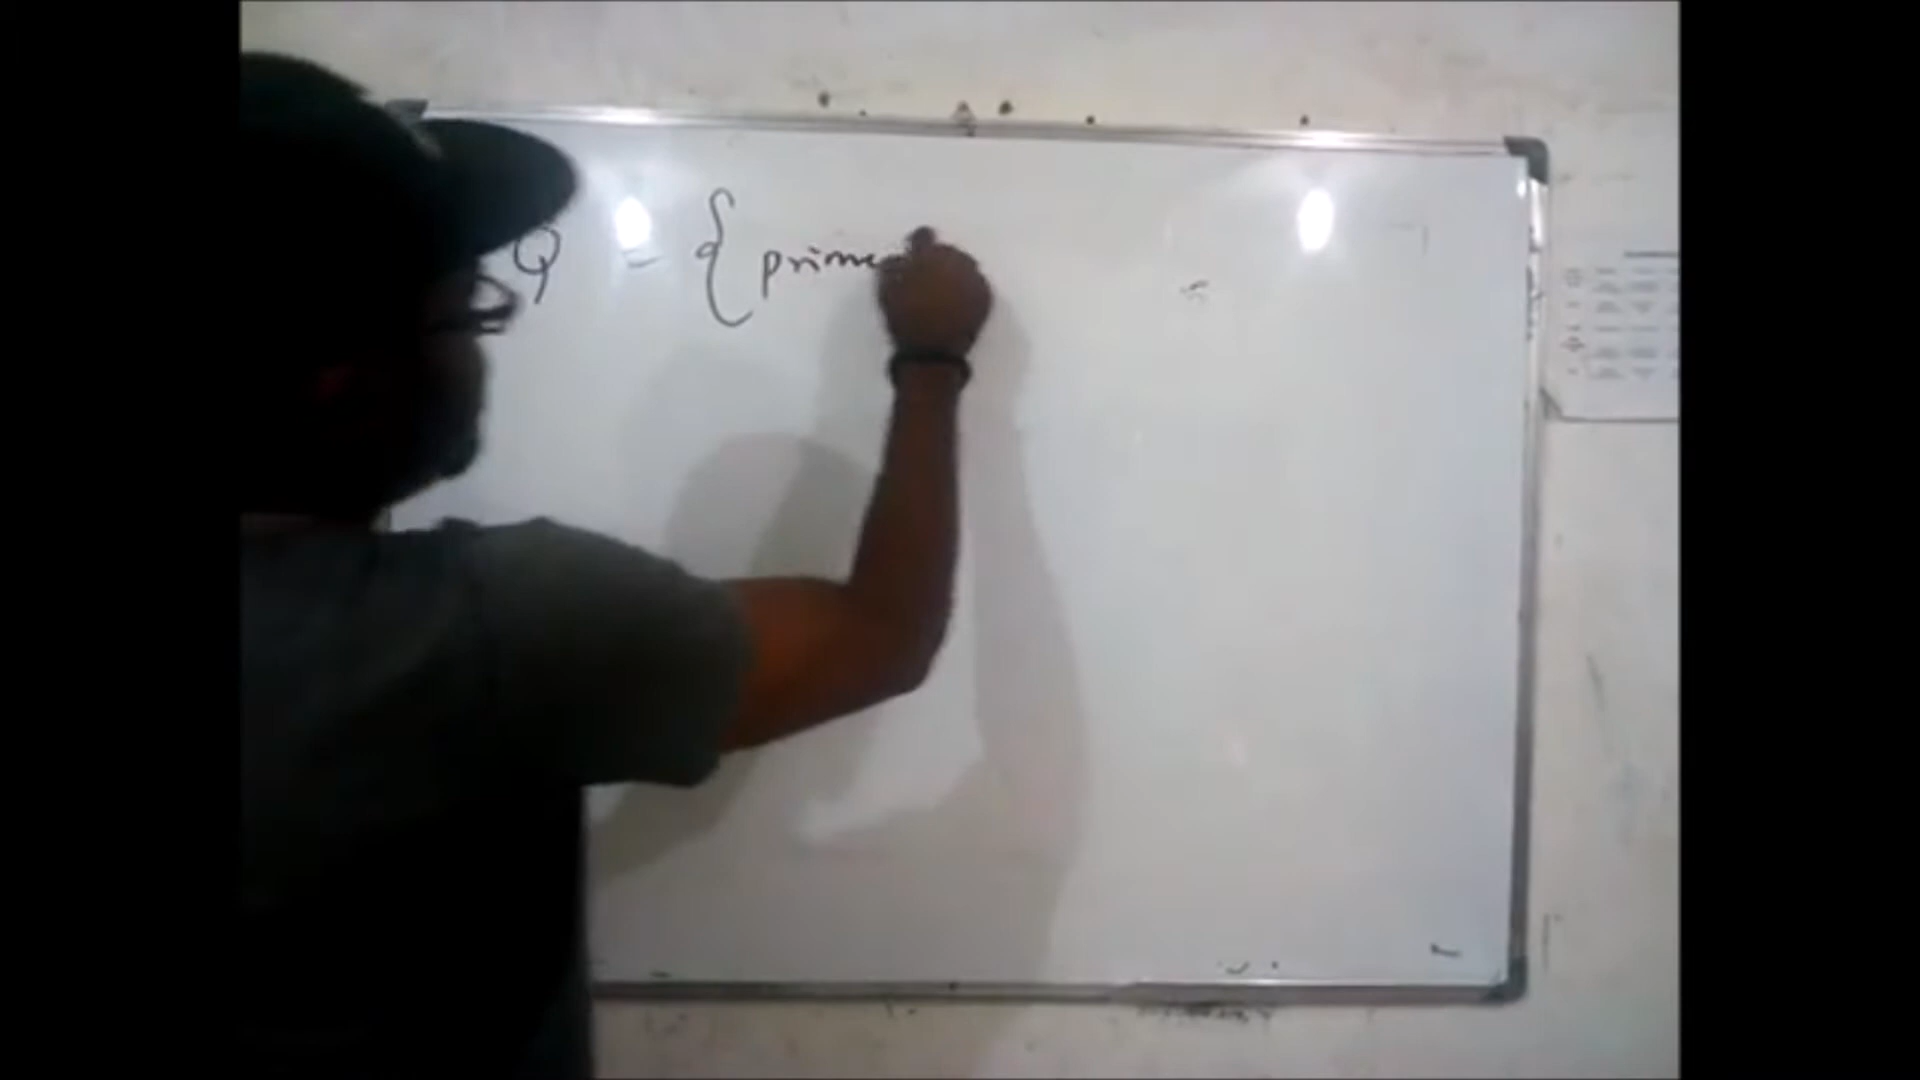 Q = { prime